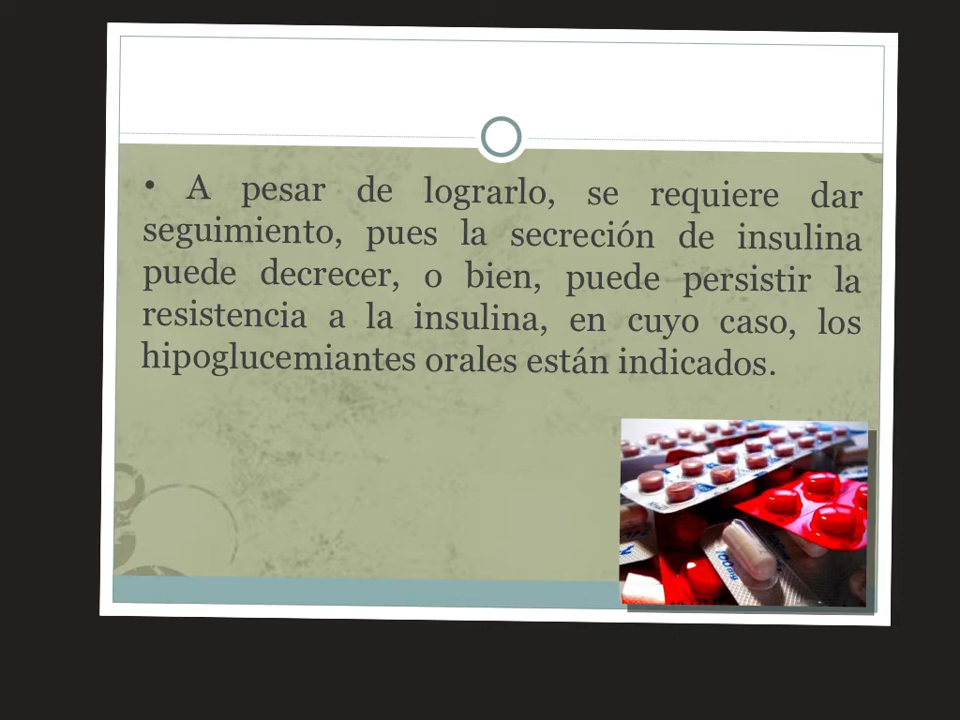 • A pesar de lograrlo, se requiere dar
seguimiento, pues la secreción de insulina
puede decrecer, o bien, puede persistir la
resistencia a la insulina, en cuyo caso, los
hipoglucemiantes orales están indicados.
100mg